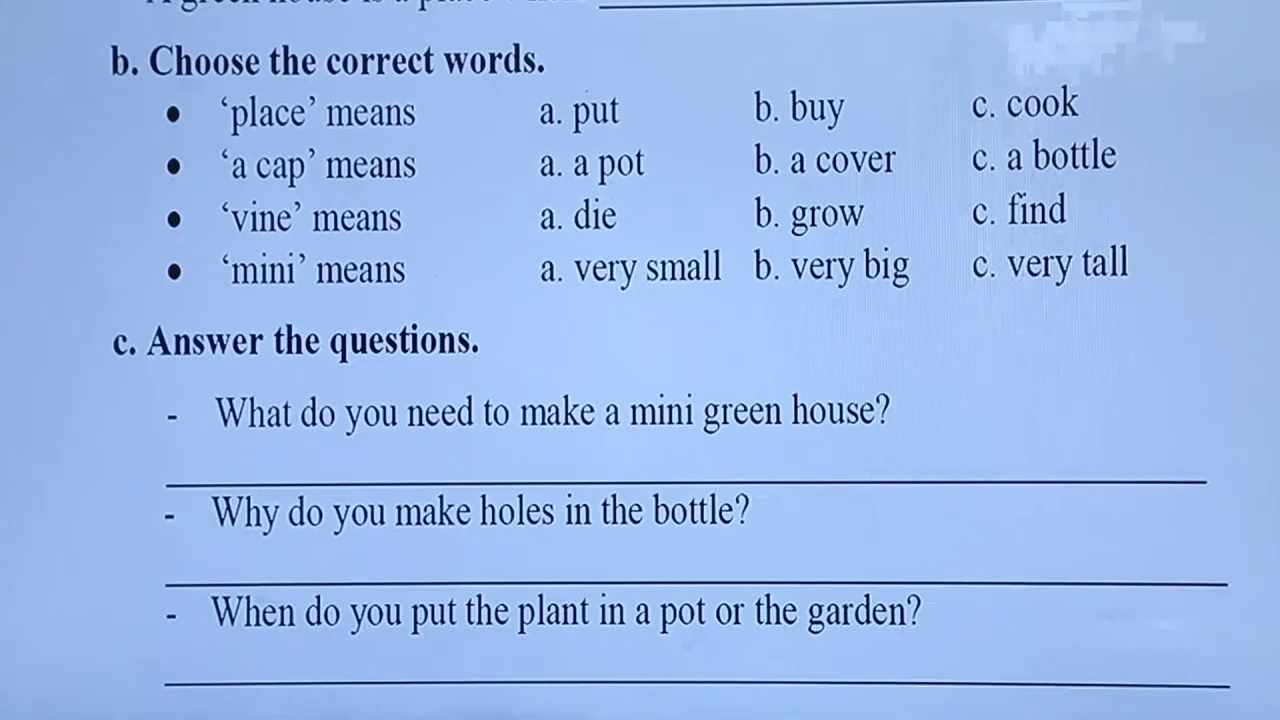 b. Choose the correct words.
• ‘place’ means a. put b. buy c. cook
• ‘a cap’ means a. a pot b. a cover c. a bottle
• ‘vine’ means a. die b. grow c. find
• ‘mini’ means a. very small b. very big c. very tall
c. Answer the questions.
- What do you need to make a mini green house?
- Why do you make holes in the bottle?
- When do you put the plant in a pot or the garden?